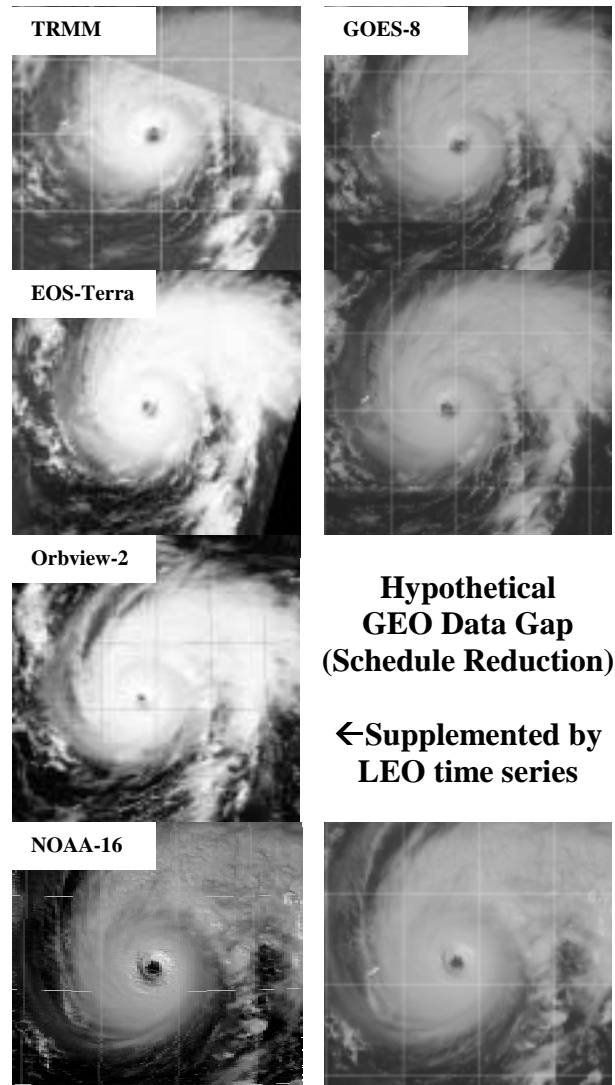 TRMM
GOES-8
EOS-Terra
Orbview-2
Hypothetical
GEO Data Gap
(Schedule Reduction)
←Supplemented by
LEO time series
NOAA-16